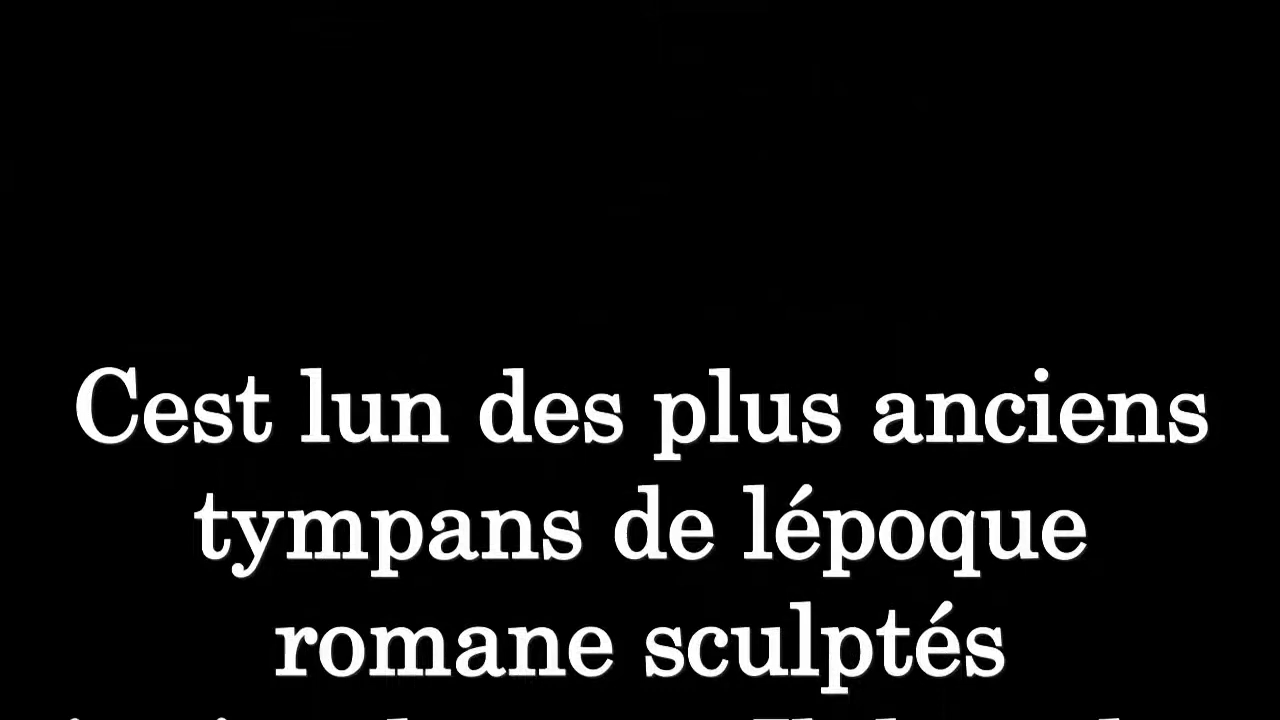 Cest lun des plus anciens
tympans de lépoque
romane sculptés